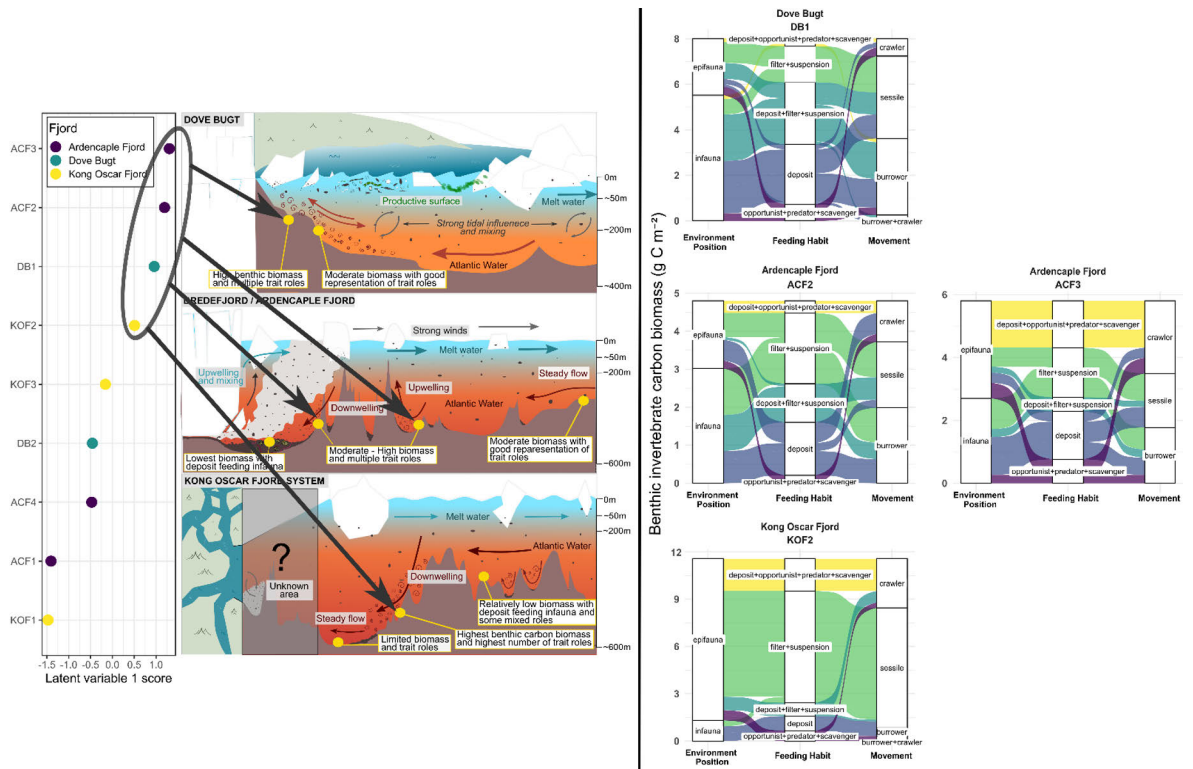 Fjord
Ardencaple Fjord
Dove Bugt
Kong Oscar Fjord
ACF3
ACF2
DB1
KOF2
KOF3
DB2
ACF4
ACF1
KOF1
-1.5 -1.0 -0.5 0.5 1.0
Latent variable 1 score
DOVE BUGT
0m
~50m
~200m
~400m
Productive surface
Melt water
Strong tidal influenece
and mixing
Atlantic Water
High benthic biomass
and multiple trait roles
Moderate biomass with good
representation of trait roles
BREDEFJORD / ARDENCAPLE FJORD
Strong winds
0m
~50m
~200m
~600m
Melt water
Upwelling
and mixing
Steady flow
Upwelling
Atlantic Water
Downwelling
Lowest biomass with
deposit feeding infauna
Moderate - High biomass
and multiple trait roles
Moderate biomass with
good reparesentation of
trait roles
KONG OSCAR FJORD SYSTEM
0m
~50m
~200m
~600m
Melt water
Atlantic Water
?
Unknown
area
Downwelling
Steady flow
Relatively low biomass with
deposit feeding infauna and
some mixed roles
Limited biomass
and trait roles
Highest benthic carbon biomass
and highest number of trait roles
Benthic invertebrate carbon biomass (g C m⁻²)
Dove Bugt
DB1
8
6
4
2
0
epifauna
infauna
deposit+opportunist+predator+scavenger
filter+suspension
deposit+filter+suspension
deposit
opportunist+predator+scavenger
crawler
sessile
burrower
burrower+crawler
Environment
Position
Feeding Habit
Movement
Ardencaple Fjord
ACF2
5
4
3
2
1
0
epifauna
infauna
deposit+opportunist+predator+scavenger
filter+suspension
deposit+filter+suspension
deposit
opportunist+predator+scavenger
crawler
sessile
burrower
Environment
Position
Feeding Habit
Movement
Ardencaple Fjord
ACF3
6
4
2
0
epifauna
infauna
deposit+opportunist+predator+scavenger
filter+suspension
deposit+filter+suspension
deposit
opportunist+predator+scavenger
crawler
sessile
burrower
Environment
Position
Feeding Habit
Movement
Kong Oscar Fjord
KOF2
12
9
6
3
0
epifauna
infauna
deposit+opportunist+predator+scavenger
filter+suspension
deposit+filter+suspension
deposit
opportunist+predator+scavenger
crawler
sessile
burrower
burrower+crawler
Environment
Position
Feeding Habit
Movement